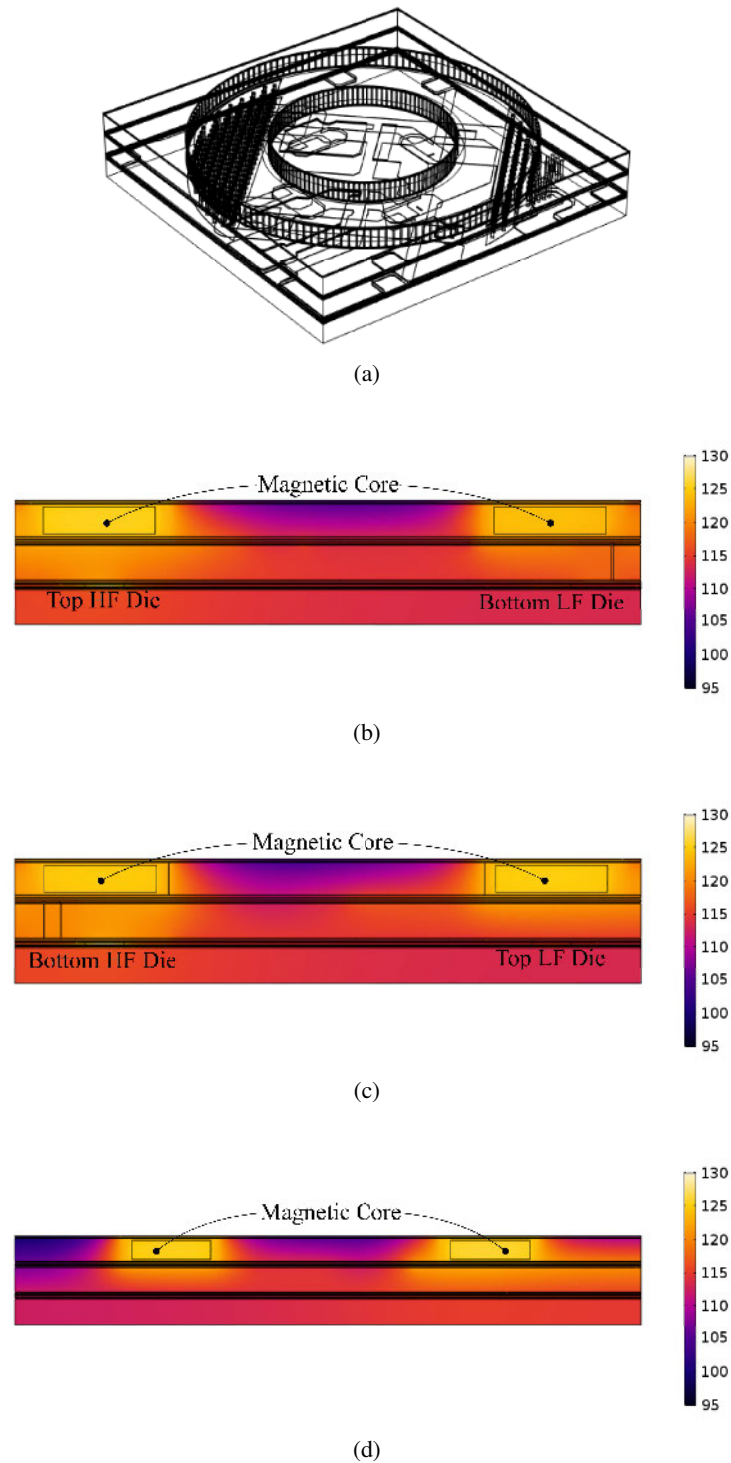 (a)
Magnetic Core
Top HF Die
Bottom LF Die
130
125
120
115
110
105
100
95
(b)
Magnetic Core
Bottom HF Die
Top LF Die
130
125
120
115
110
105
100
95
(c)
Magnetic Core
130
125
120
115
110
105
100
95
(d)